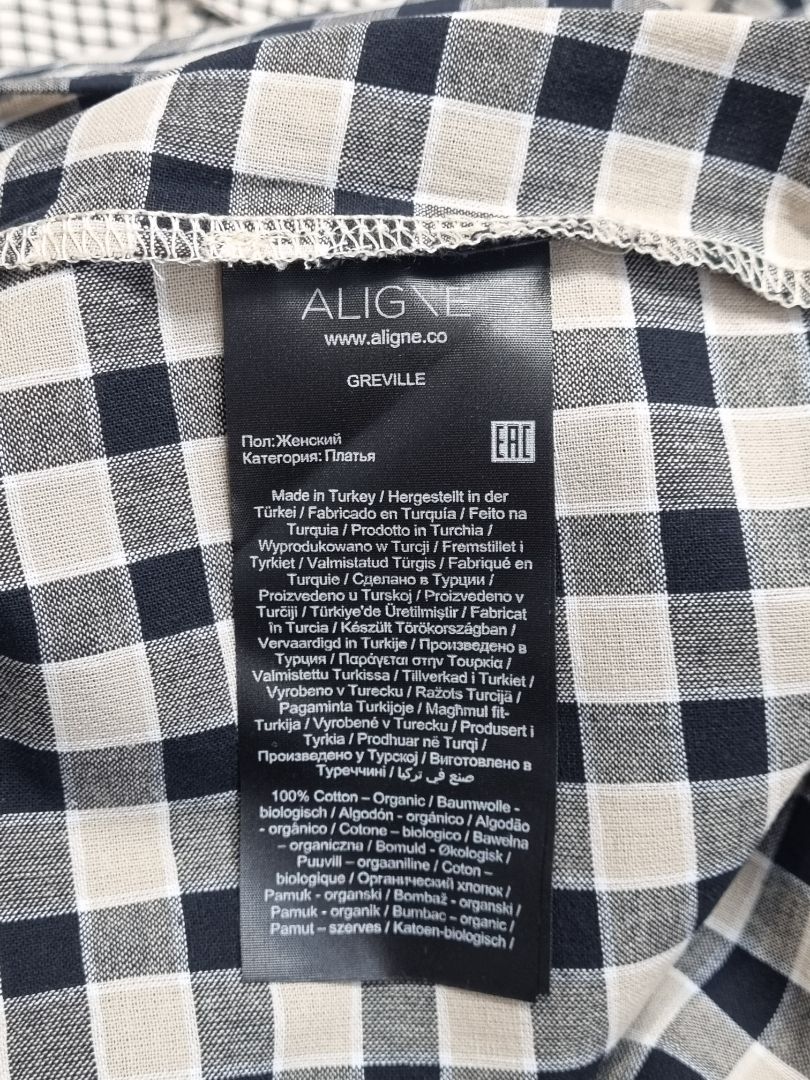 ALIGNE
www.aligne.co
GREVILLE
Пол:Женский
Категория: Платья
EAC
Made in Turkey / Hergestellt in der
Türkei / Fabricado en Turquía / Feito na
Turquia / Prodotto in Turchia /
Wyprodukowano w Turcji / Fremstillet i
Tyrkiet / Valmistatud Türgis / Fabriqué en
Turquie / Сделано в Турции /
Proizvedeno u Turskoj / Proizvedeno v
Turčiji / Türkiye'de Üretilmiştir / Fabricat
în Turcia / Készült Törökországban /
Vervaardigd in Turkije / Произведено в
Турция / Παράγεται στην Τουρκία /
Valmistettu Turkissa / Tillverkad i Turkiet /
Vyrobeno v Turecku / Ražots Turcijā /
Pagaminta Turkijoje / Magħmul fit-
Turkija / Vyrobené v Turecku / Produsert i
Tyrkia / Prodhuar në Turqi /
Произведено у Турској / Виготовлено в
Туреччині / صنع في تركيا
100% Cotton – Organic / Baumwolle -
biologisch / Algodón - orgánico / Algodão
- orgânico / Cotone – biologico / Bawełna
– organiczna / Bomuld - Økologisk /
Puuvill – orgaaniline / Coton –
biologique / Органический хлопок /
Pamuk - organski / Bombaž - organski /
Pamuk - organik / Bumbac – organic /
Pamut – szerves / Katoen-biologisch /